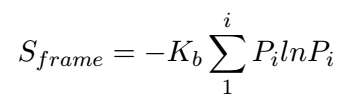 S_{frame} = -K_b \sum_{1}^{i} P_i ln P_i